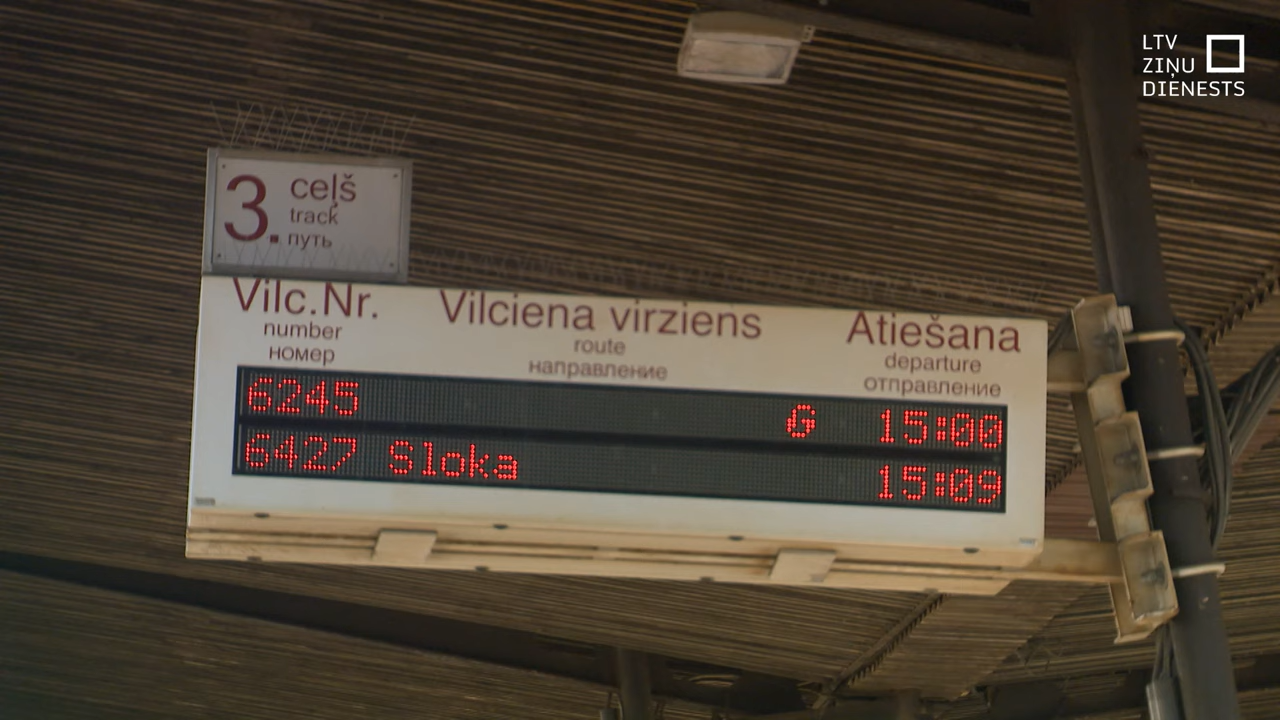 LTV
ZIŅU
DIENESTS
3. ceļš
track
путь
Vilc.Nr. Vilciena virziens Atiešana
number route departure
номер направление отправление
6245 G 15:00
6427 Sloka 15:09